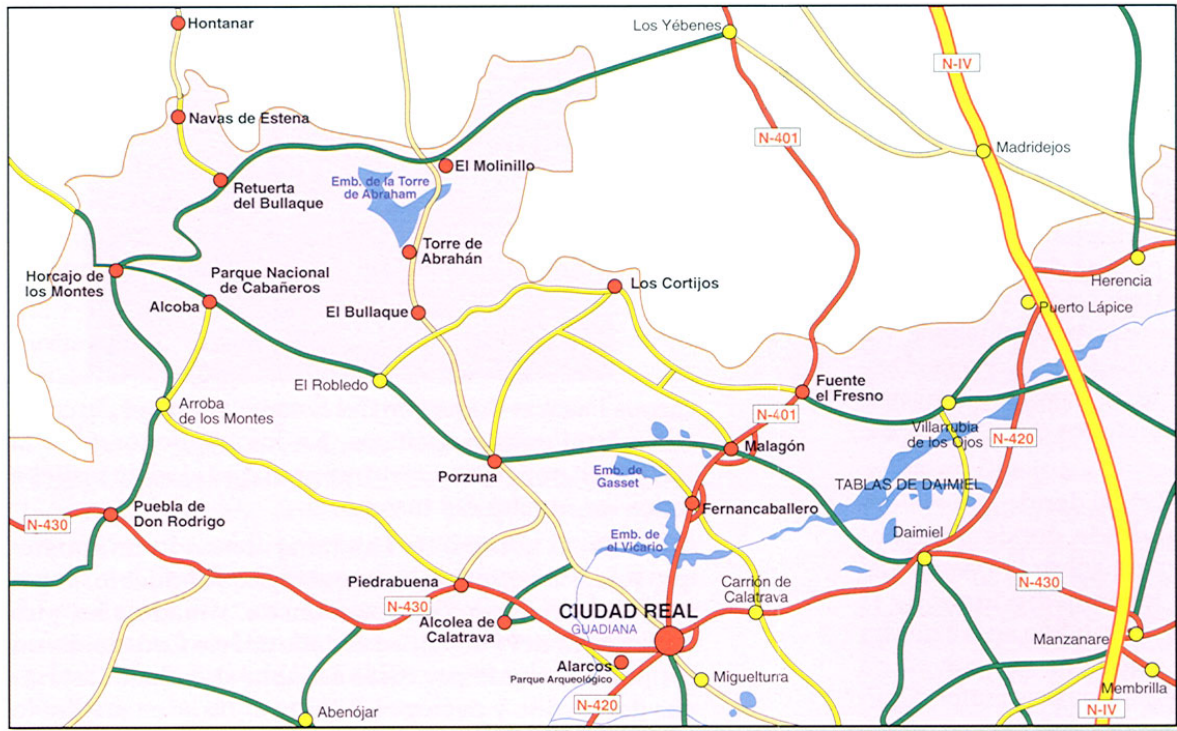 Hontanar
Los Yébenes
N-IV
Navas de Estena
N-401
Madridejos
El Molinillo
Retuerta
del Bullaque
Emb. de la Torre
de Abraham
Torre de
Abrahán
Horcajo de
los Montes
Parque Nacional
de Cabañeros
Alcoba
Los Cortijos
Herencia
El Bullaque
Puerto Lápice
El Robledo
Fuente
el Fresno
Arroba
de los Montes
N-401
Villarrubia
de los Ojos
N-420
Malagón
Porzuna
Emb. de
Gasset
TABLAS DE DAIMIEL
Puebla de
Don Rodrigo
N-430
Fernancaballero
Emb. de
el Vicario
Daimiel
Piedrabuena
Carrión de
Calatrava
N-430
N-430
CIUDAD REAL
GUADIANA
Alcolea de
Calatrava
Manzanare
Alarcos
Parque Arqueológico
Miguelturra
Membrilla
N-420
N-IV
Abenójar